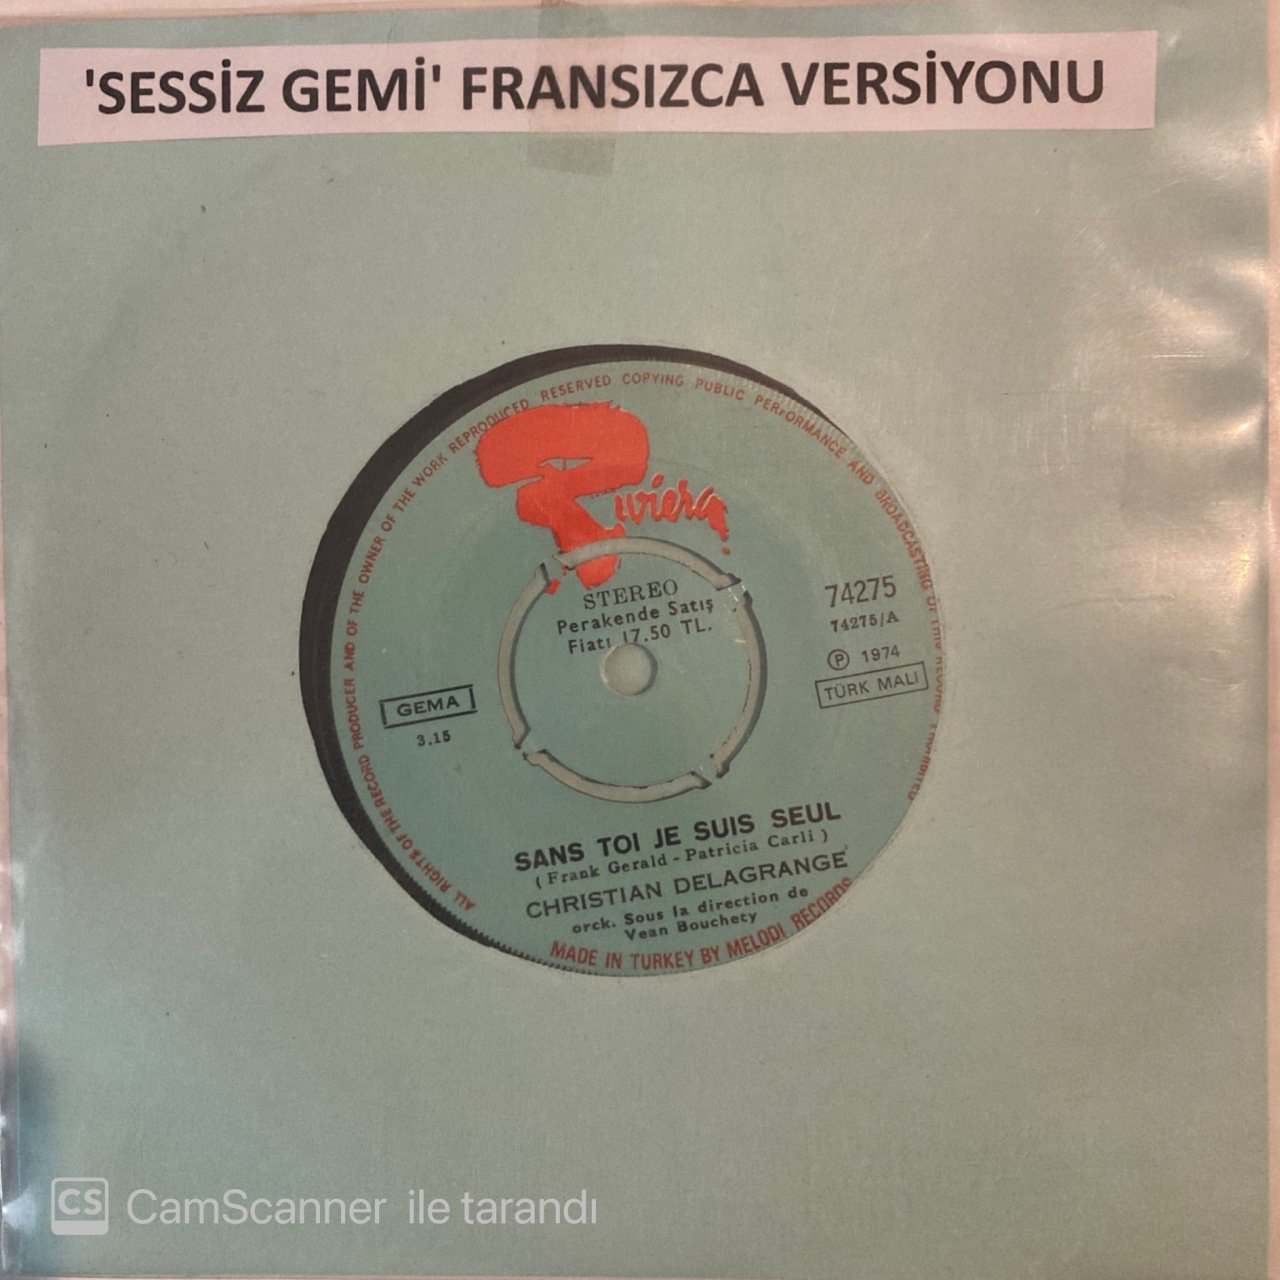 'SESSİZ GEMİ' FRANSIZCA VERSİYONU
ALL RIGHTS OF THE RECORD PRODUCER AND OF THE OWNER OF THE WORK REPRODUCED RESERVED COPYING PUBLIC PERFORMANCE AND BROADCASTING OF THIS RECORD PROHIBITED
Riviera
STEREO
Perakende Satış
Fiatı 17.50 TL.
74275
74275/A
Ⓟ 1974
TÜRK MALI
GEMA
3.15
SANS TOI JE SUIS SEUL
( Frank Gerald - Patricia Carli )
CHRISTIAN DELAGRANGE
orck. Sous la direction de
Vean Bouchety
MADE IN TURKEY BY MELODI RECORDS
CS CamScanner ile tarandı